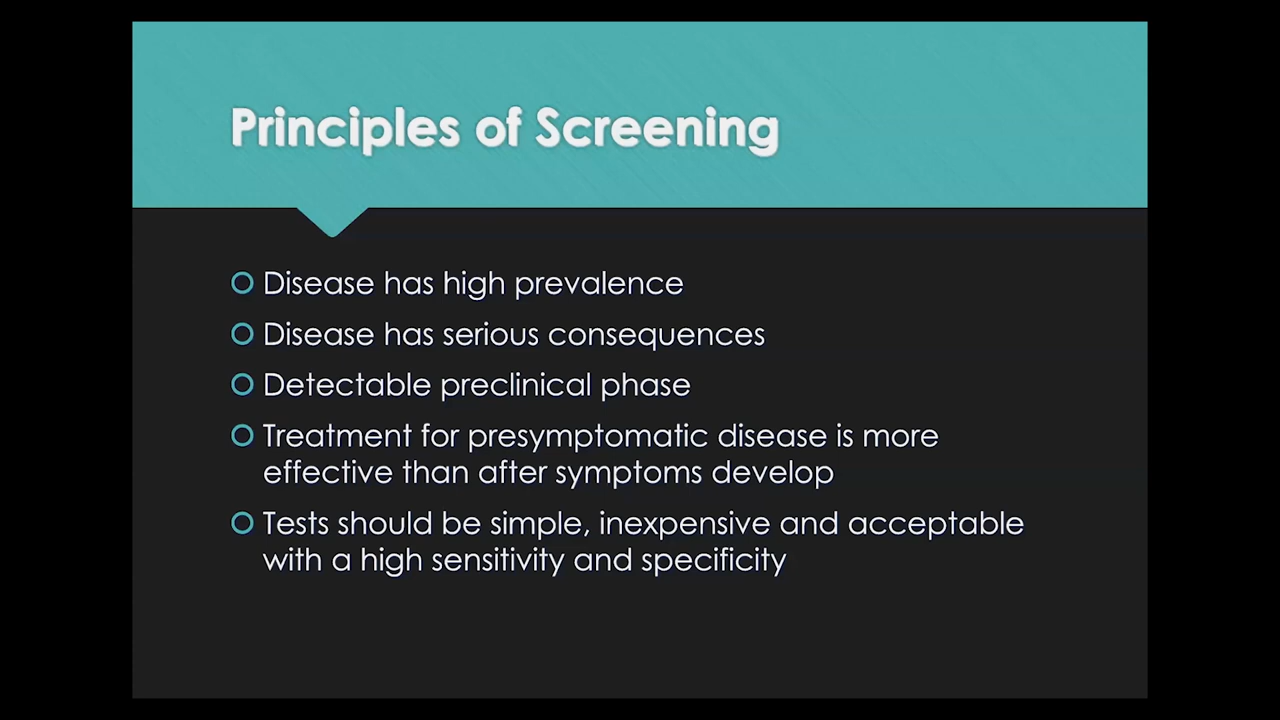 Principles of Screening
Disease has high prevalence
Disease has serious consequences
Detectable preclinical phase
Treatment for presymptomatic disease is more
effective than after symptoms develop
Tests should be simple, inexpensive and acceptable
with a high sensitivity and specificity